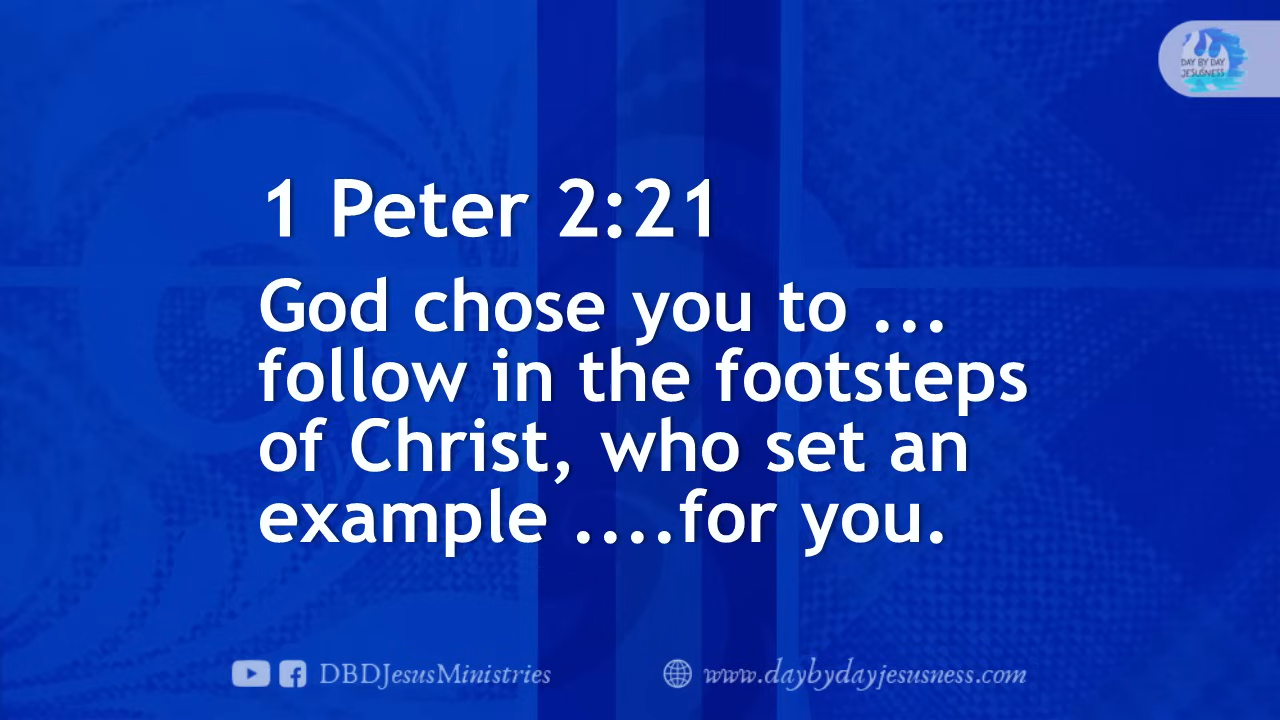 DAY BY DAY
JESUSNESS
1 Peter 2:21
God chose you to ...
follow in the footsteps
of Christ, who set an
example ....for you.
DBDJesusMinistries
www.daybydayjesusness.com